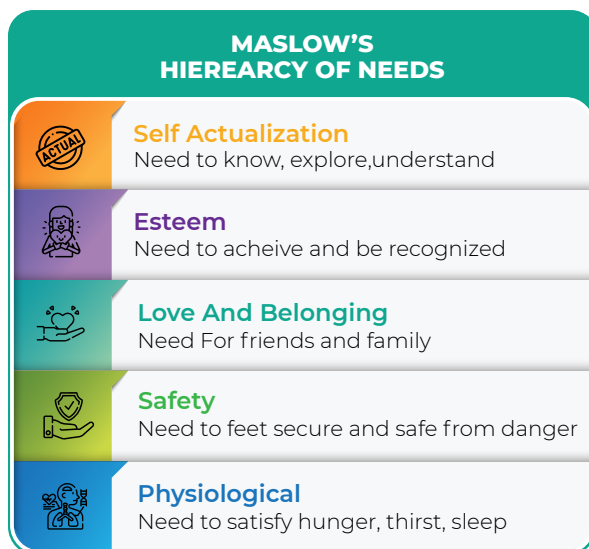 MASLOW'S
HIEREARCY OF NEEDS
ACTUAL
Self Actualization
Need to know, explore,understand
Esteem
Need to acheive and be recognized
Love And Belonging
Need For friends and family
Safety
Need to feet secure and safe from danger
Physiological
Need to satisfy hunger, thirst, sleep